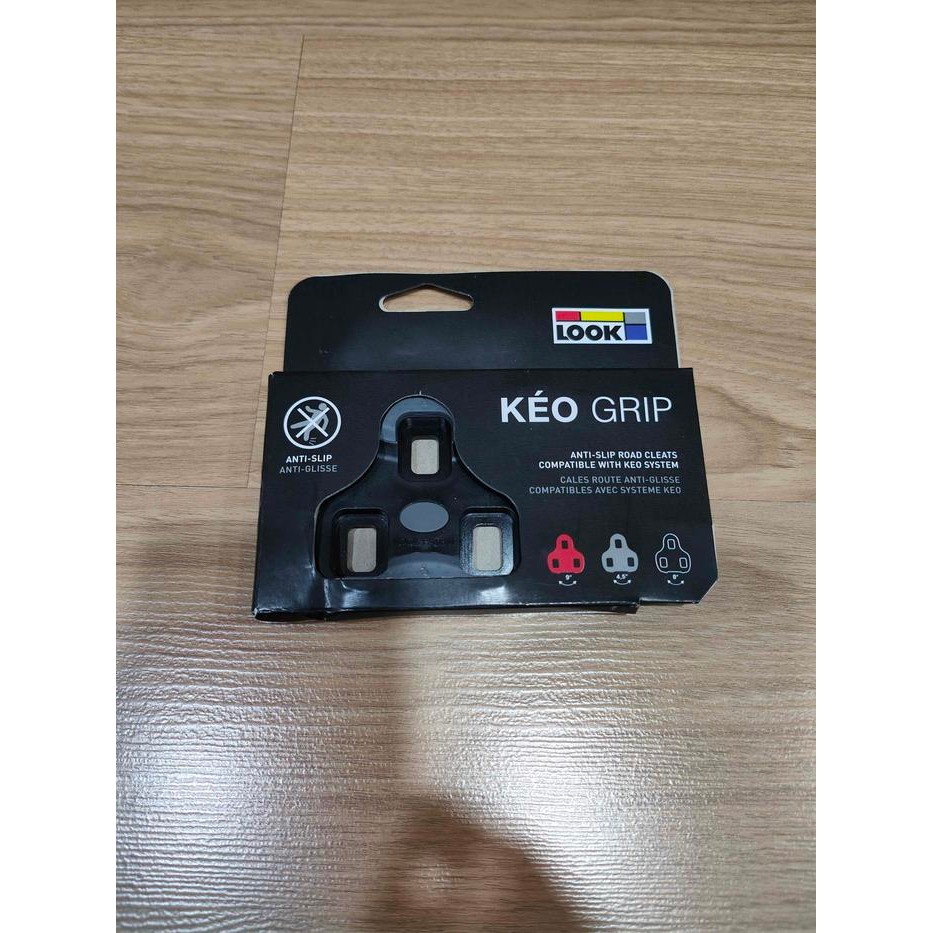 LOOK
KÉO GRIP
ANTI-SLIP
ANTI-GLISSE
ANTI-SLIP ROAD CLEATS
COMPATIBLE WITH KEO SYSTEM
CALES ROUTE ANTI-GLISSE
COMPATIBLES AVEC SYSTEME KEO
9° 4,5° 0°